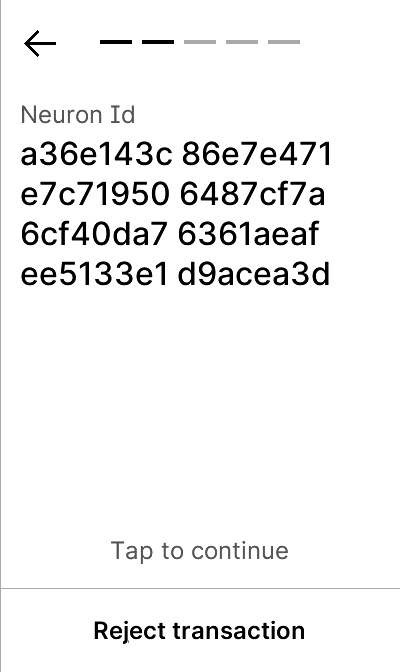 Neuron Id
a36e143c 86e7e471
e7c71950 6487cf7a
6cf40da7 6361aeaf
ee5133e1 d9acea3d
Tap to continue
Reject transaction